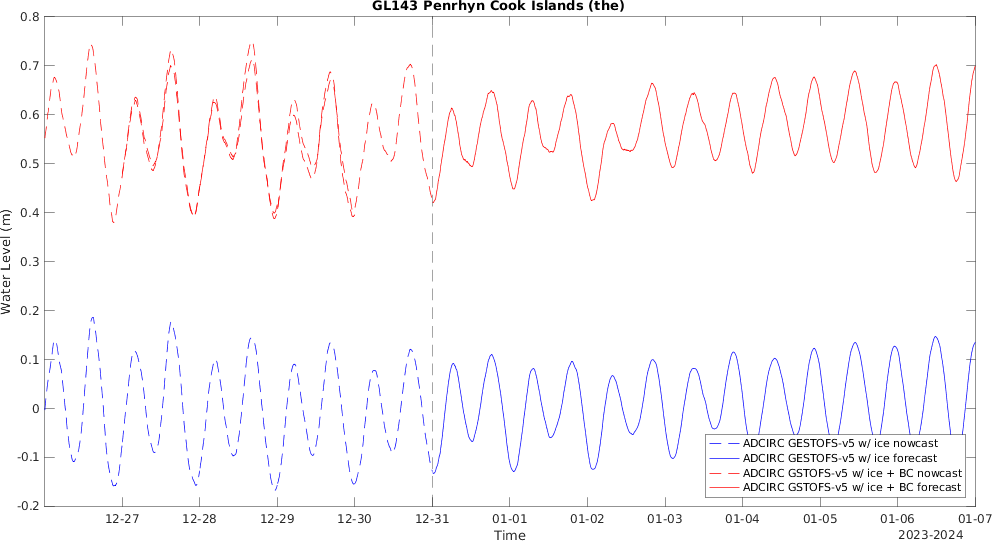 GL143 Penrhyn Cook Islands (the)
0.8
0.7
0.6
0.5
0.4
0.3
0.2
0.1
0
-0.1
-0.2
Water Level (m)
ADCIRC GESTOFS-v5 w/ ice nowcast
ADCIRC GESTOFS-v5 w/ ice forecast
ADCIRC GSTOFS-v5 w/ ice + BC nowcast
ADCIRC GSTOFS-v5 w/ ice + BC forecast
12-27 12-28 12-29 12-30 12-31 01-01 01-02 01-03 01-04 01-05 01-06 01-07
Time
2023-2024